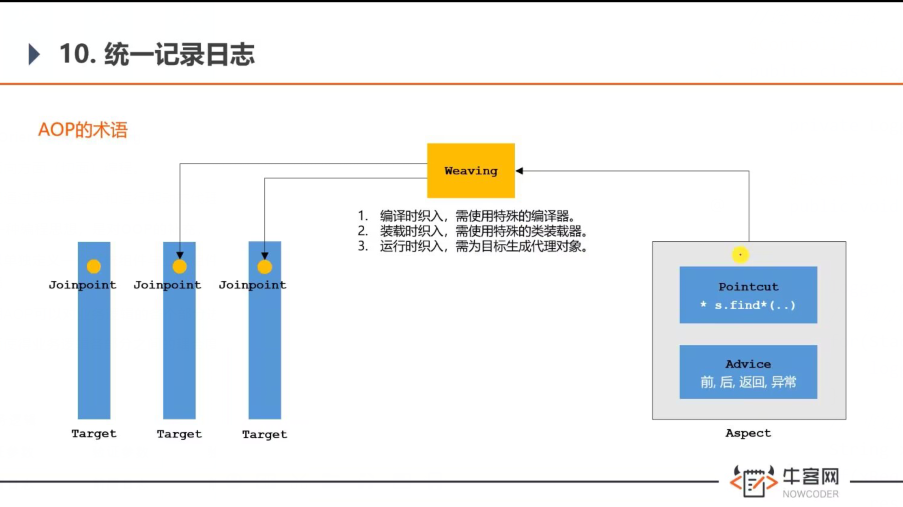 10. 统一记录日志
AOP的术语
Weaving
1. 编译时织入，需使用特殊的编译器。
2. 装载时织入，需使用特殊的类装载器。
3. 运行时织入，需为目标生成代理对象。
Joinpoint
Joinpoint
Joinpoint
Pointcut
* s.find*(..)
Advice
前, 后, 返回, 异常
Target
Target
Target
Aspect
牛客网
NOWCODER